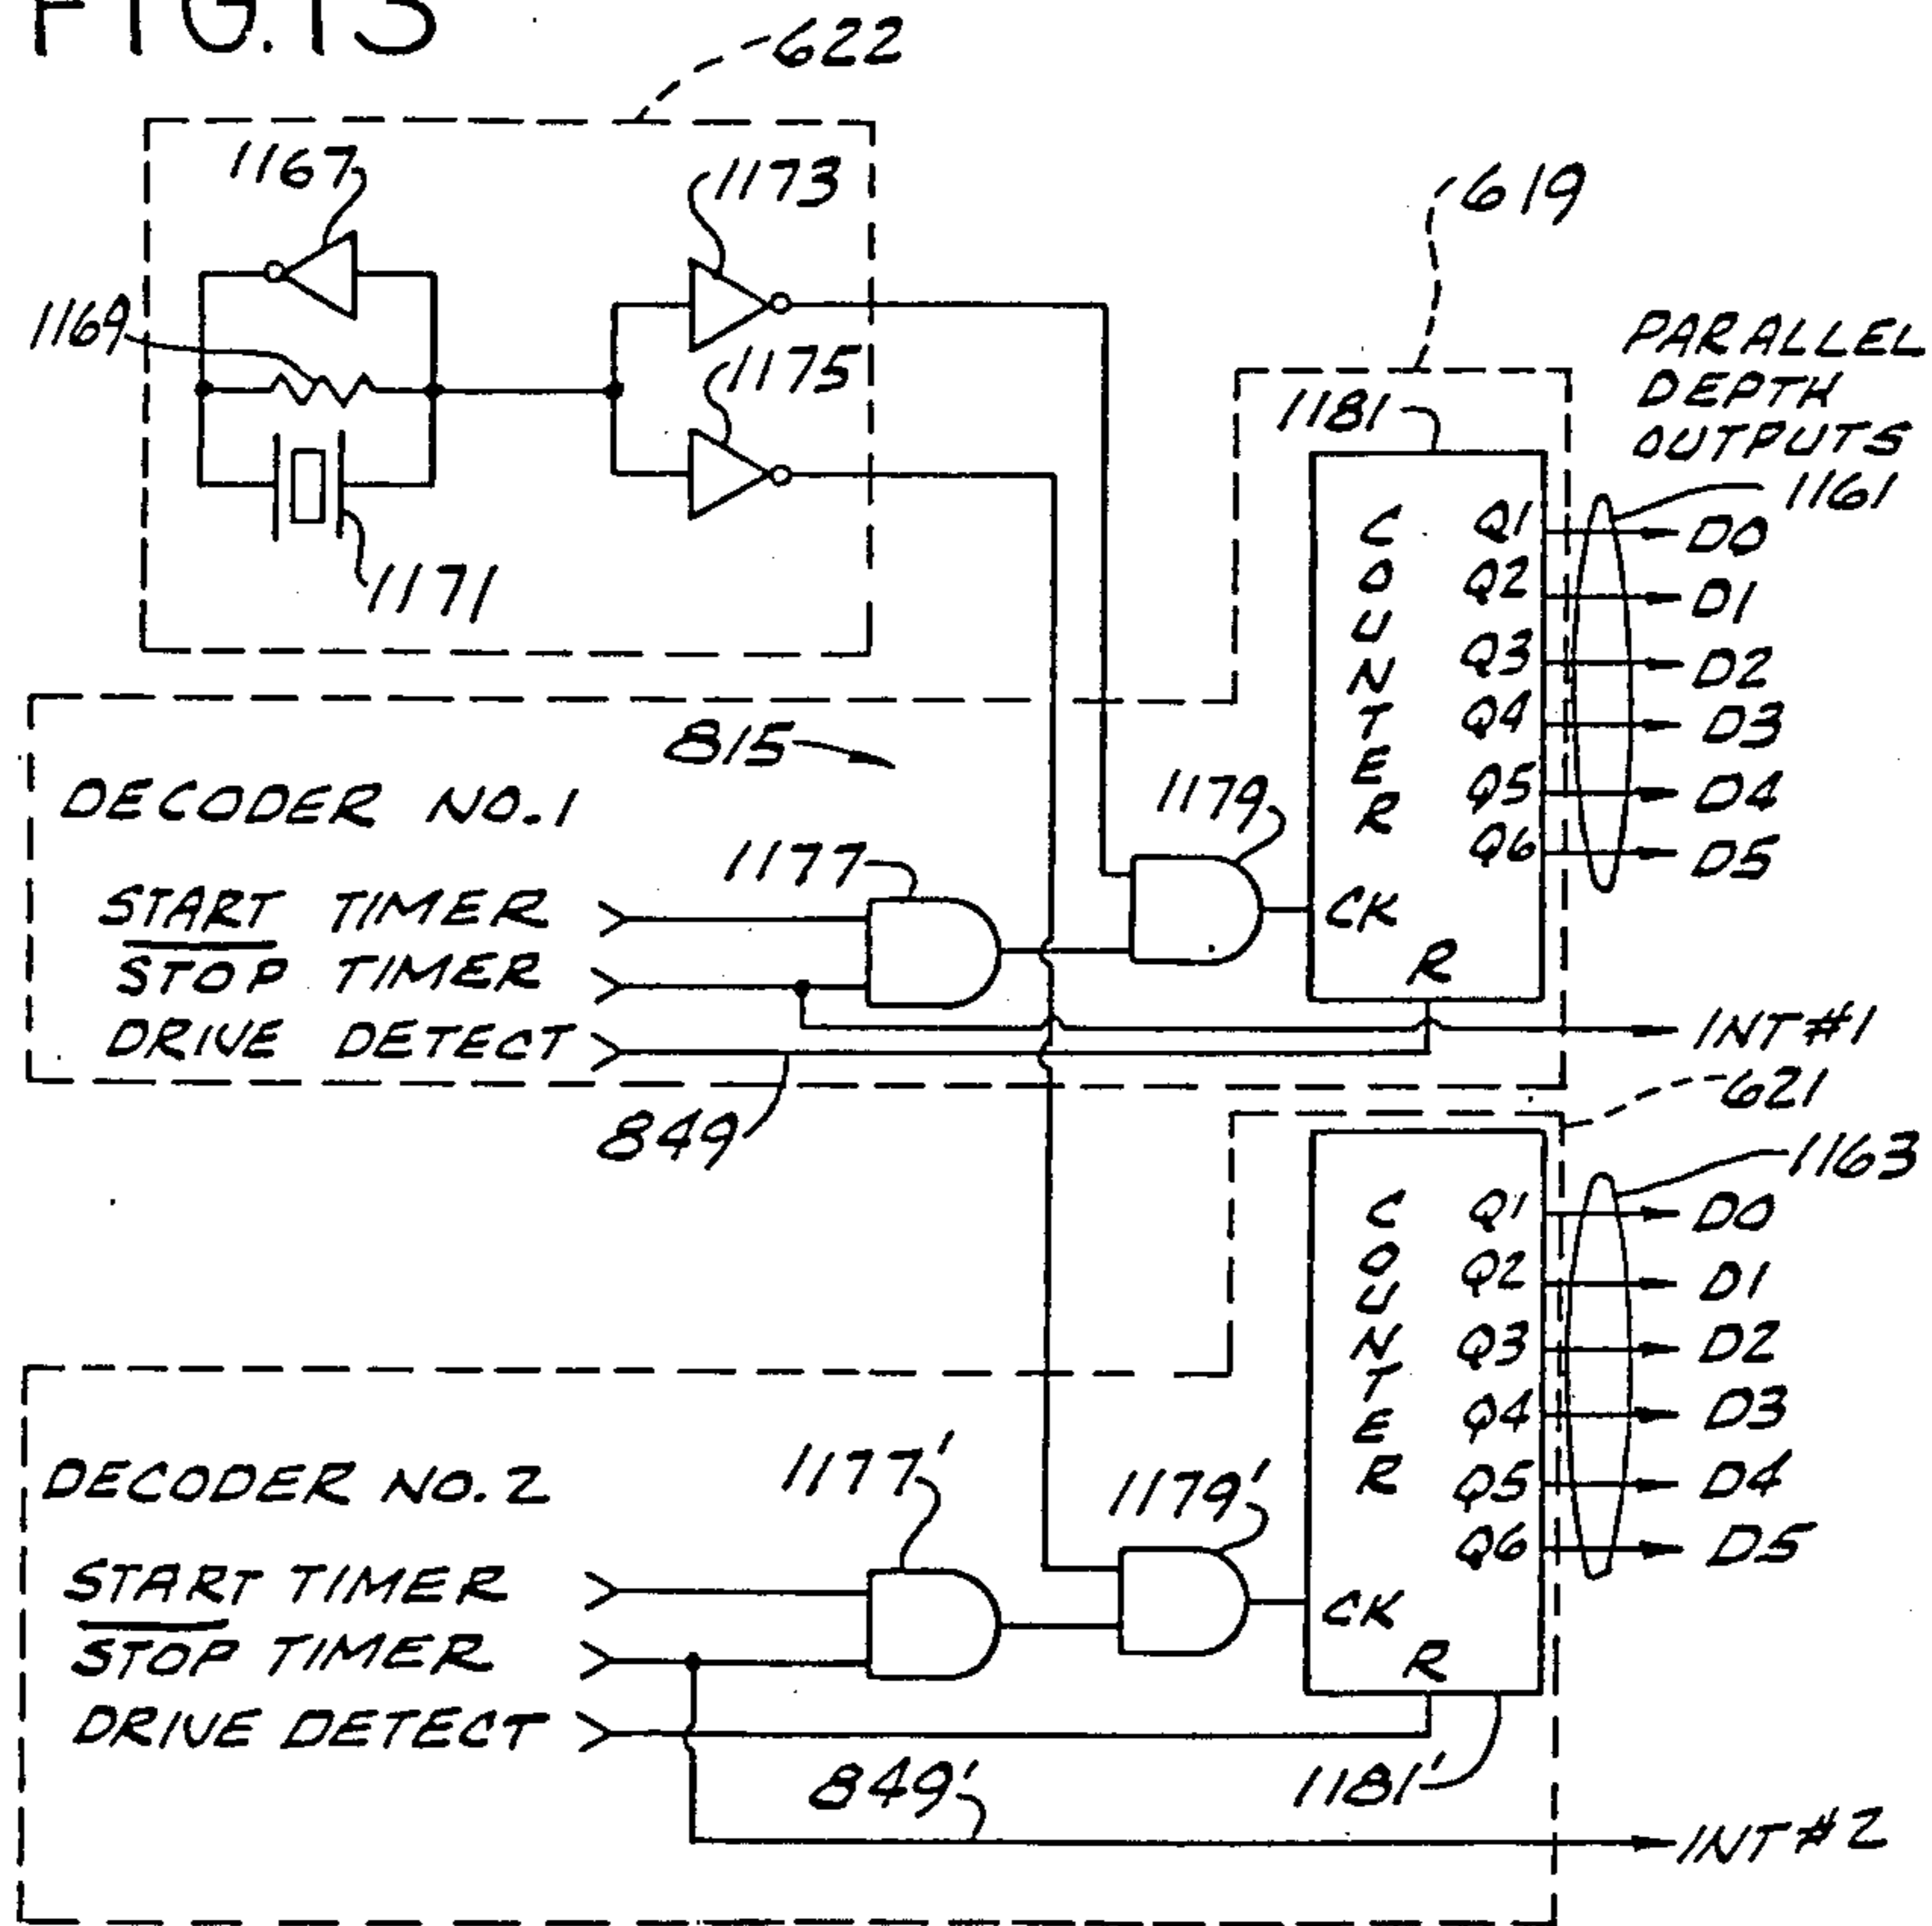 FIG.13
622
1167
1173
619
1169
1175
PARALLEL
DEPTH
OUTPUTS
1181
1161
1171
COUNTER
Q1
D0
Q2
D1
Q3
D2
Q4
D3
Q5
D4
Q6
D5
815
DECODER NO.1
1179
1177
START TIMER
CK
STOP TIMER
R
DRIVE DETECT
INT#1
849
621
1163
COUNTER
Q1
D0
Q2
D1
Q3
D2
Q4
D3
Q5
D4
Q6
D5
DECODER NO.2
1177'
1179'
START TIMER
CK
STOP TIMER
R
DRIVE DETECT
849'
1181'
INT#2